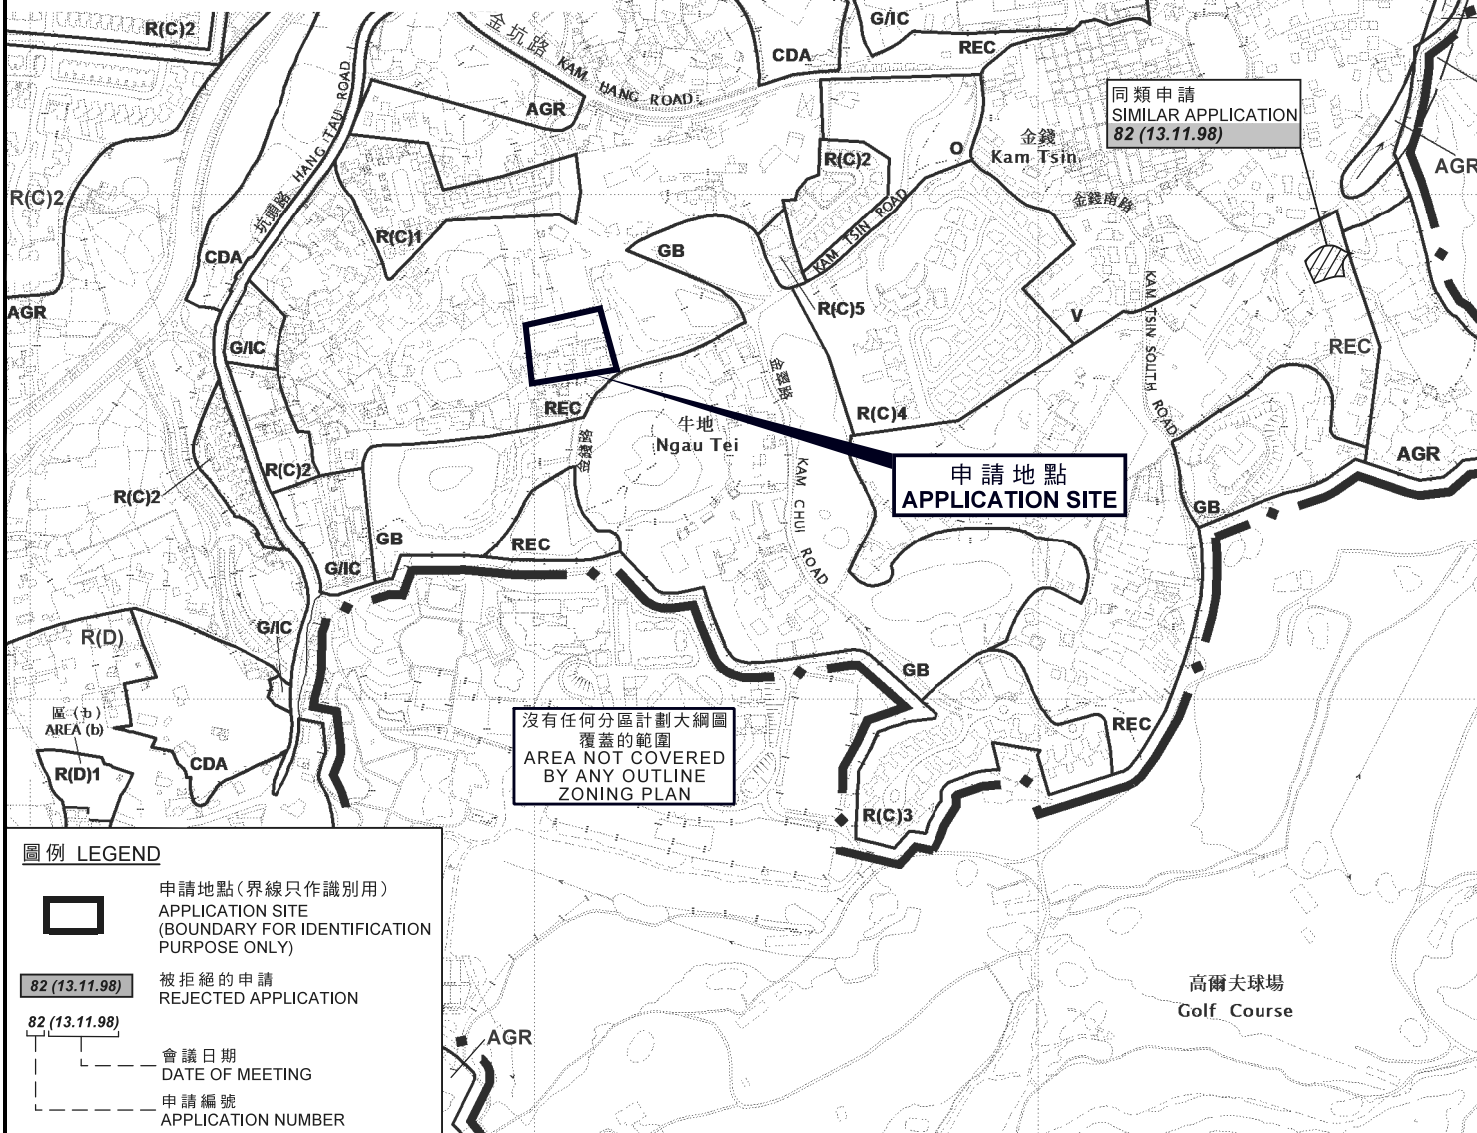 R(C)2
金坑路
KAM HANG ROAD
CDA
G/IC
REC
AGR
同類申請
SIMILAR APPLICATION
82 (13.11.98)
金錢
Kam Tsin
O
R(C)2
AGR
R(C)2
坑頭路 HANG TAU ROAD
R(C)1
CDA
GB
KAM TSIN ROAD
金錢南路
KAM TSIN SOUTH ROAD
AGR
G/IC
R(C)5
V
REC
REC
牛地
Ngau Tei
R(C)4
R(C)2
R(C)2
申請地點
APPLICATION SITE
AGR
GB
KAM CHUI ROAD
GB
REC
G/IC
G/IC
R(D)
GB
區 (b)
AREA (b)
R(D)1
CDA
沒有任何分區計劃大綱圖
覆蓋的範圍
AREA NOT COVERED
BY ANY OUTLINE
ZONING PLAN
REC
R(C)3
圖例 LEGEND
申請地點(界線只作識別用)
APPLICATION SITE
(BOUNDARY FOR IDENTIFICATION
PURPOSE ONLY)
82 (13.11.98)
被拒絕的申請
REJECTED APPLICATION
82 (13.11.98)
會議日期
DATE OF MEETING
申請編號
APPLICATION NUMBER
AGR
高爾夫球場
Golf Course